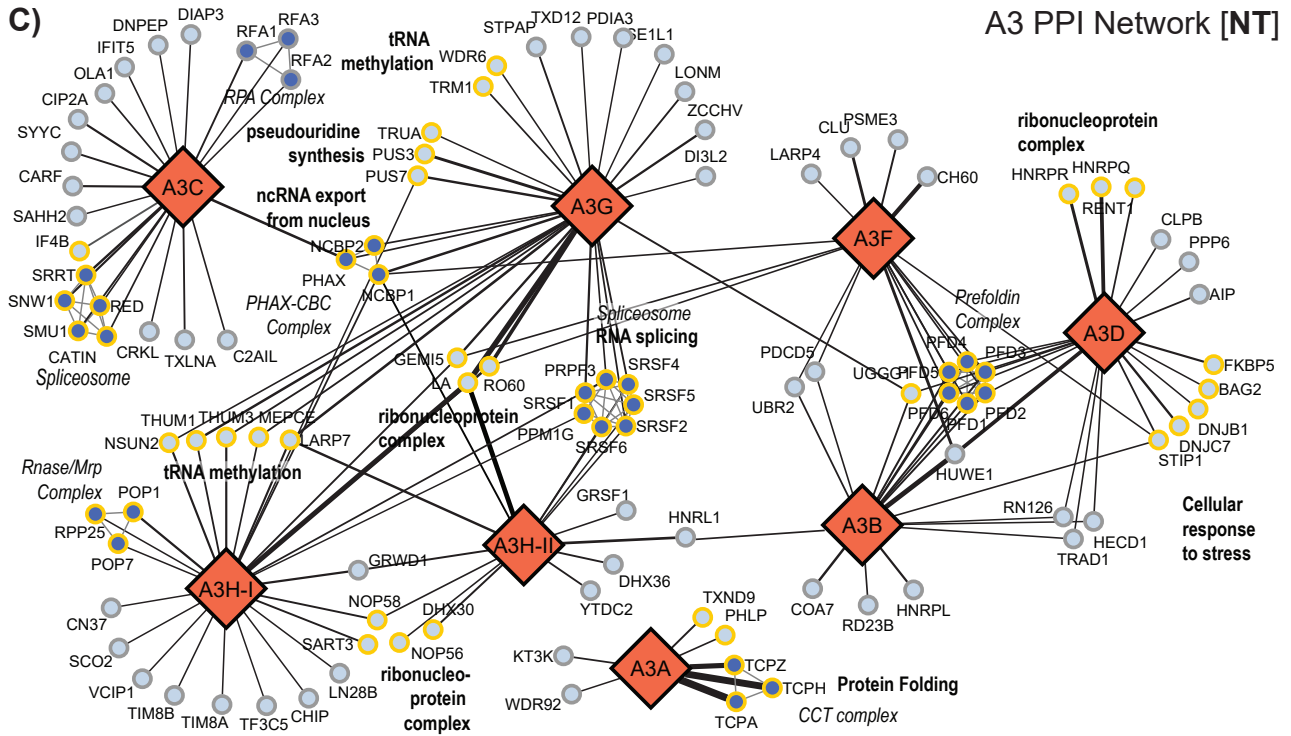 C)
A3 PPI Network [NT]
DIAP3
DNPEP
IFIT5
OLA1
CIP2A
SYYC
CARF
SAHH2
IF4B
SRRT
SNW1
RED
SMU1
CATIN
Spliceosome
CRKL
TXLNA
C2AIL
RFA1
RFA3
RFA2
RPA Complex
A3C
tRNA
methylation
WDR6
TRM1
pseudouridine
synthesis
TRUA
PUS3
PUS7
ncRNA export
from nucleus
NCBP2
PHAX
NCBP1
PHAX-CBC
Complex
STPAP
TXD12
PDIA3
SE1L1
LONM
ZCCHV
DI3L2
A3G
Spliceosome
RNA splicing
GEMI5
LA
RO60
ribonucleoprotein
complex
PRPF3
SRSF4
SRSF1
SRSF5
PPM1G
SRSF2
SRSF6
LARP4
CLU
PSME3
CH60
A3F
Prefoldin
Complex
PDCD5
UBR2
UGGG1
PFD4
PFD3
PFD5
PFD6
PFD2
PFD1
HUWE1
ribonucleoprotein
complex
HNRPR
HNRPQ
RENT1
CLPB
PPP6
AIP
A3D
FKBP5
BAG2
DNJB1
DNJC7
STIP1
Cellular
response
to stress
RN126
HECD1
TRAD1
THUM1
THUM3
MEPCE
NSUN2
LARP7
tRNA methylation
Rnase/Mrp
Complex
POP1
RPP25
POP7
A3H-I
CN37
SCO2
VCIP1
TIM8B
TIM8A
TF3C5
CHIP
LN28B
GRWD1
NOP58
SART3
DHX30
NOP56
ribonucleo-
protein
complex
A3H-II
GRSF1
HNRL1
DHX36
YTDC2
A3B
COA7
RD23B
HNRPL
A3A
TXND9
PHLP
KT3K
WDR92
TCPZ
TCPH
TCPA
Protein Folding
CCT complex